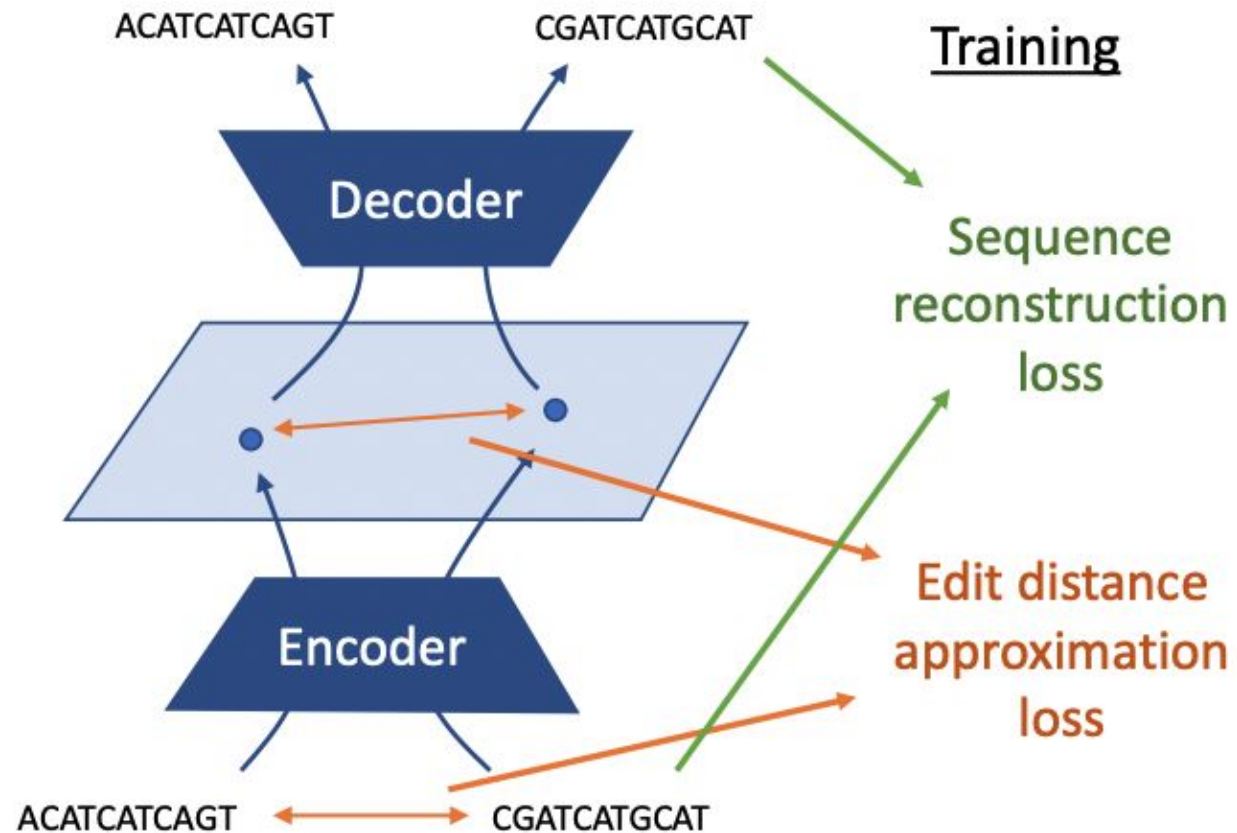 ACATCATCAGT
CGATCATGCAT
Training
Decoder
Sequence
reconstruction
loss
Encoder
Edit distance
approximation
loss
ACATCATCAGT
CGATCATGCAT